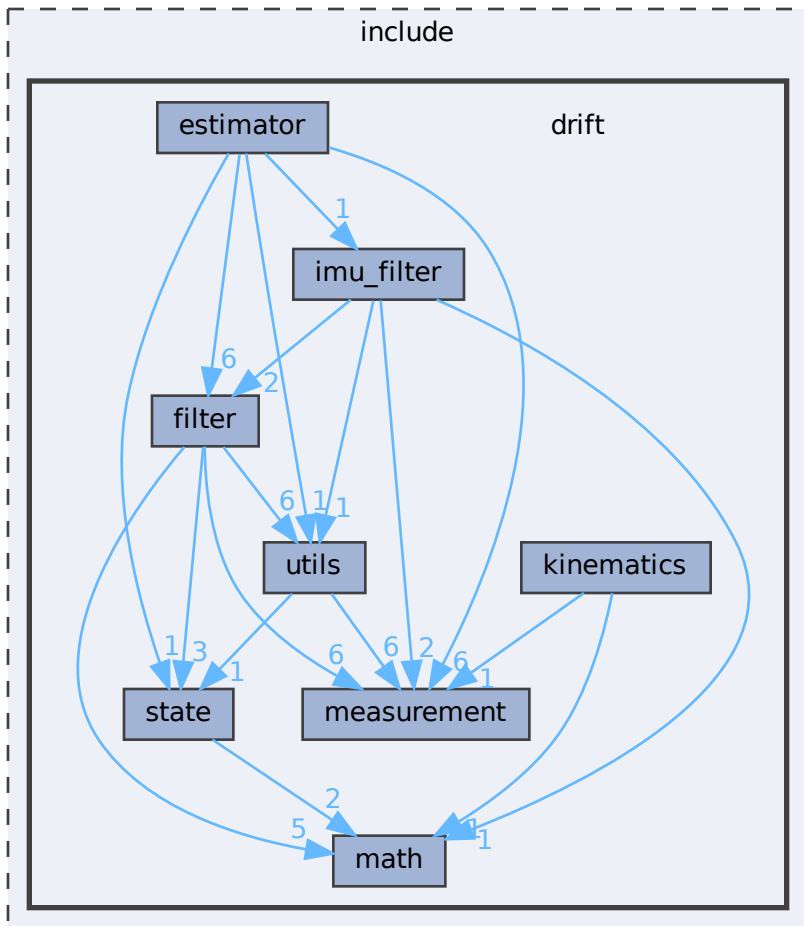 include
drift
estimator
1
imu_filter
6
2
filter
6
1
1
utils
kinematics
1
3
1
6
6
2
6
1
state
measurement
2
5
1
1
math